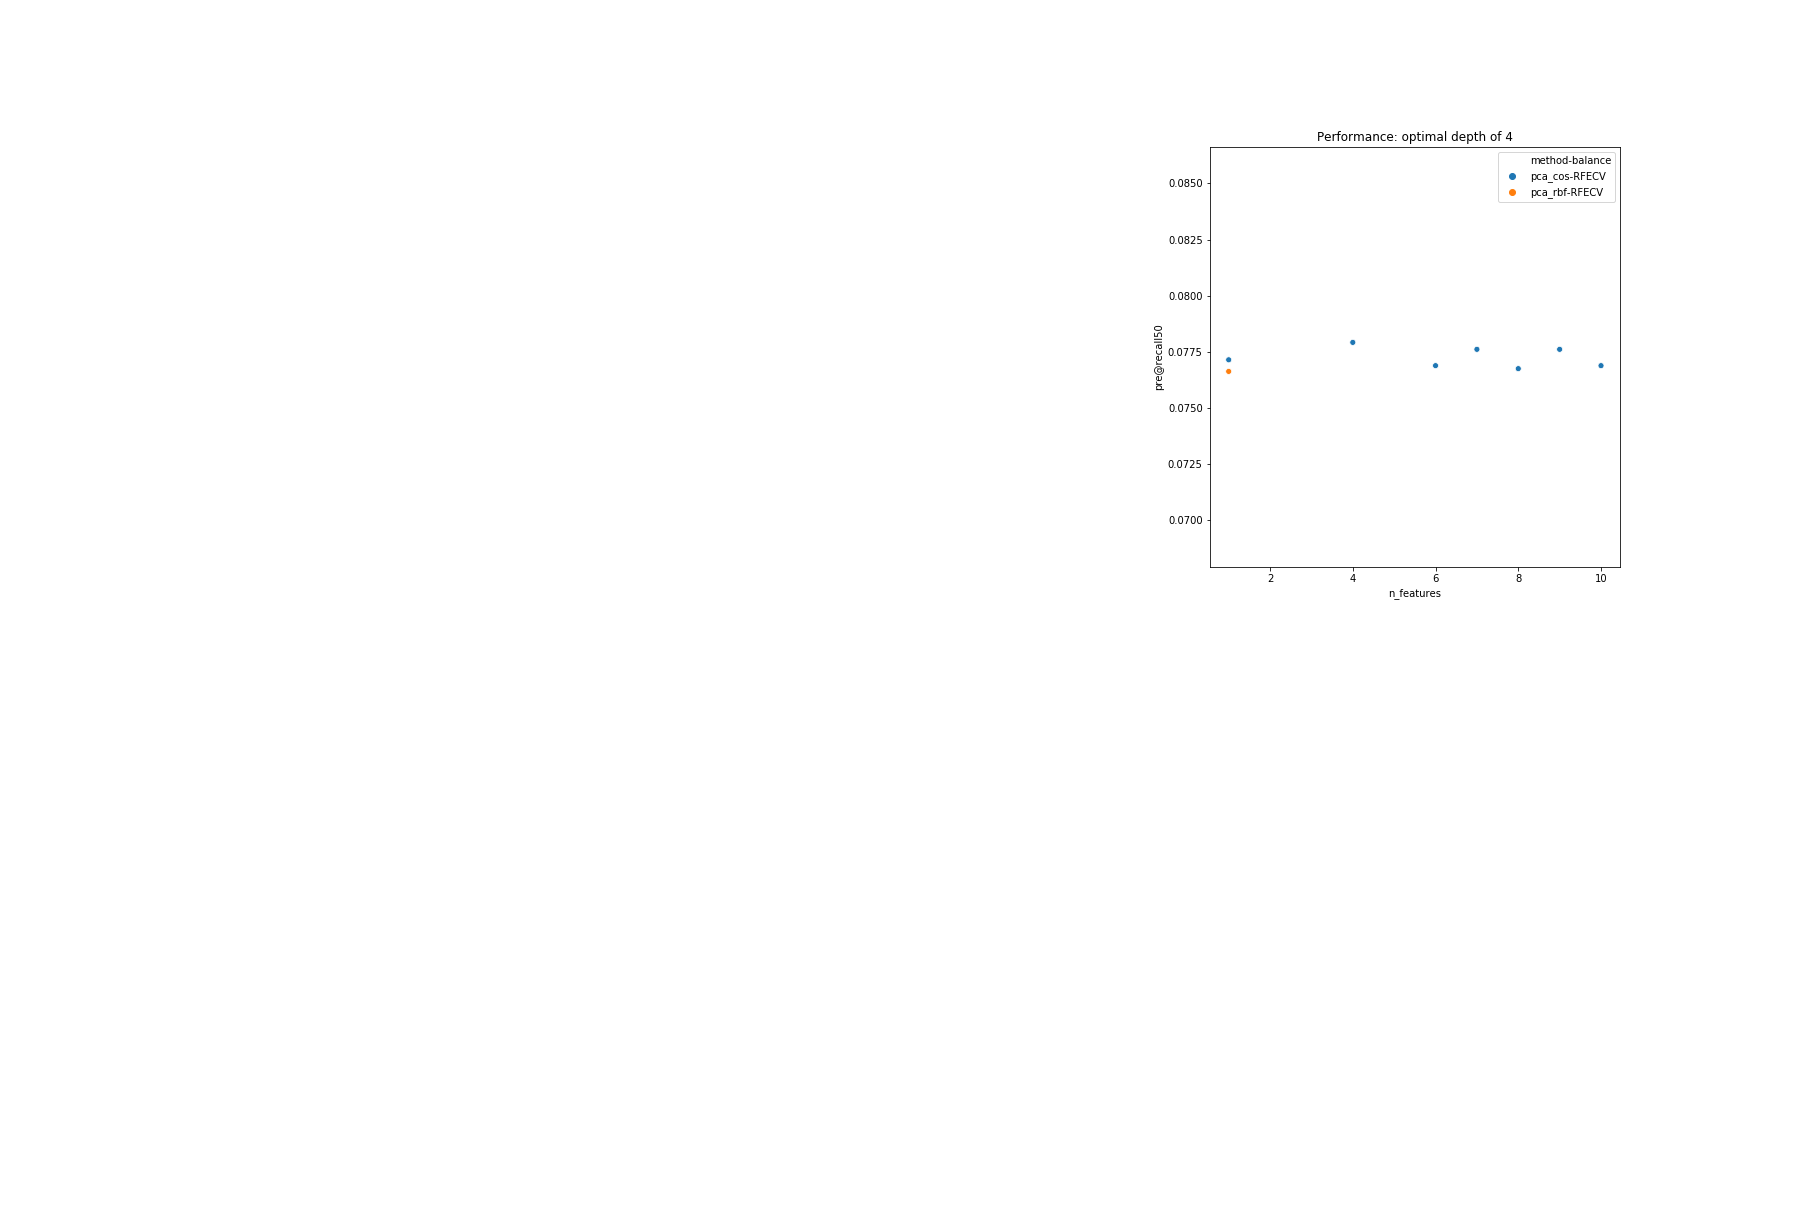 Performance: optimal depth of 4
method-balance
pca_cos-RFECV
pca_rbf-RFECV
0.0850
0.0825
0.0800
0.0775
0.0750
0.0725
0.0700
pre@recall50
2 4 6 8 10
n_features